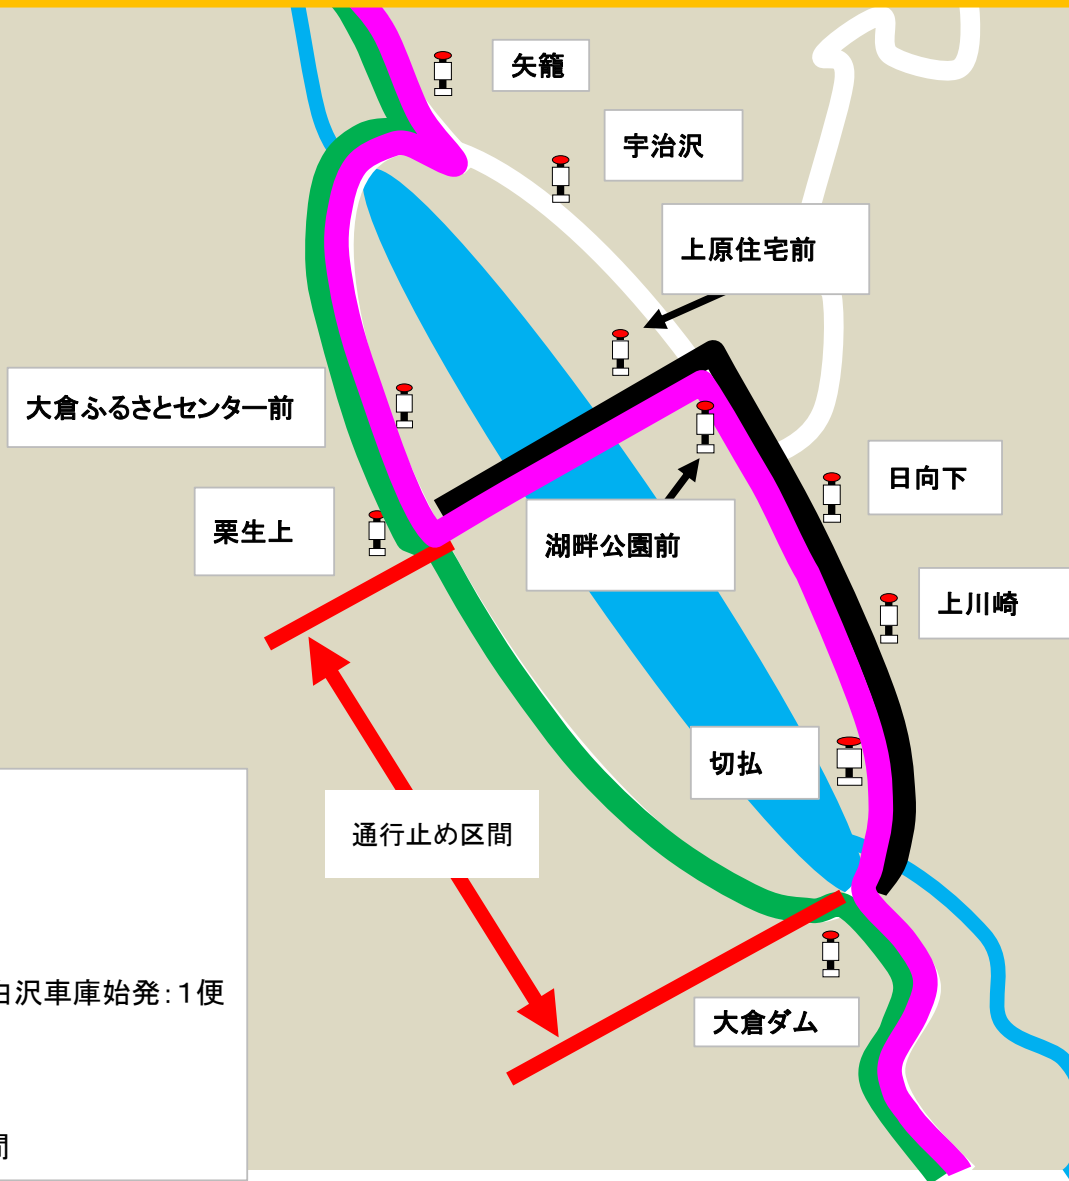 矢籠
宇治沢
上原住宅前
大倉ふるさとセンター前
日向下
栗生上
湖畔公園前
上川崎
切払
通行止め区間
白沢車庫始発:1便
大倉ダム
間